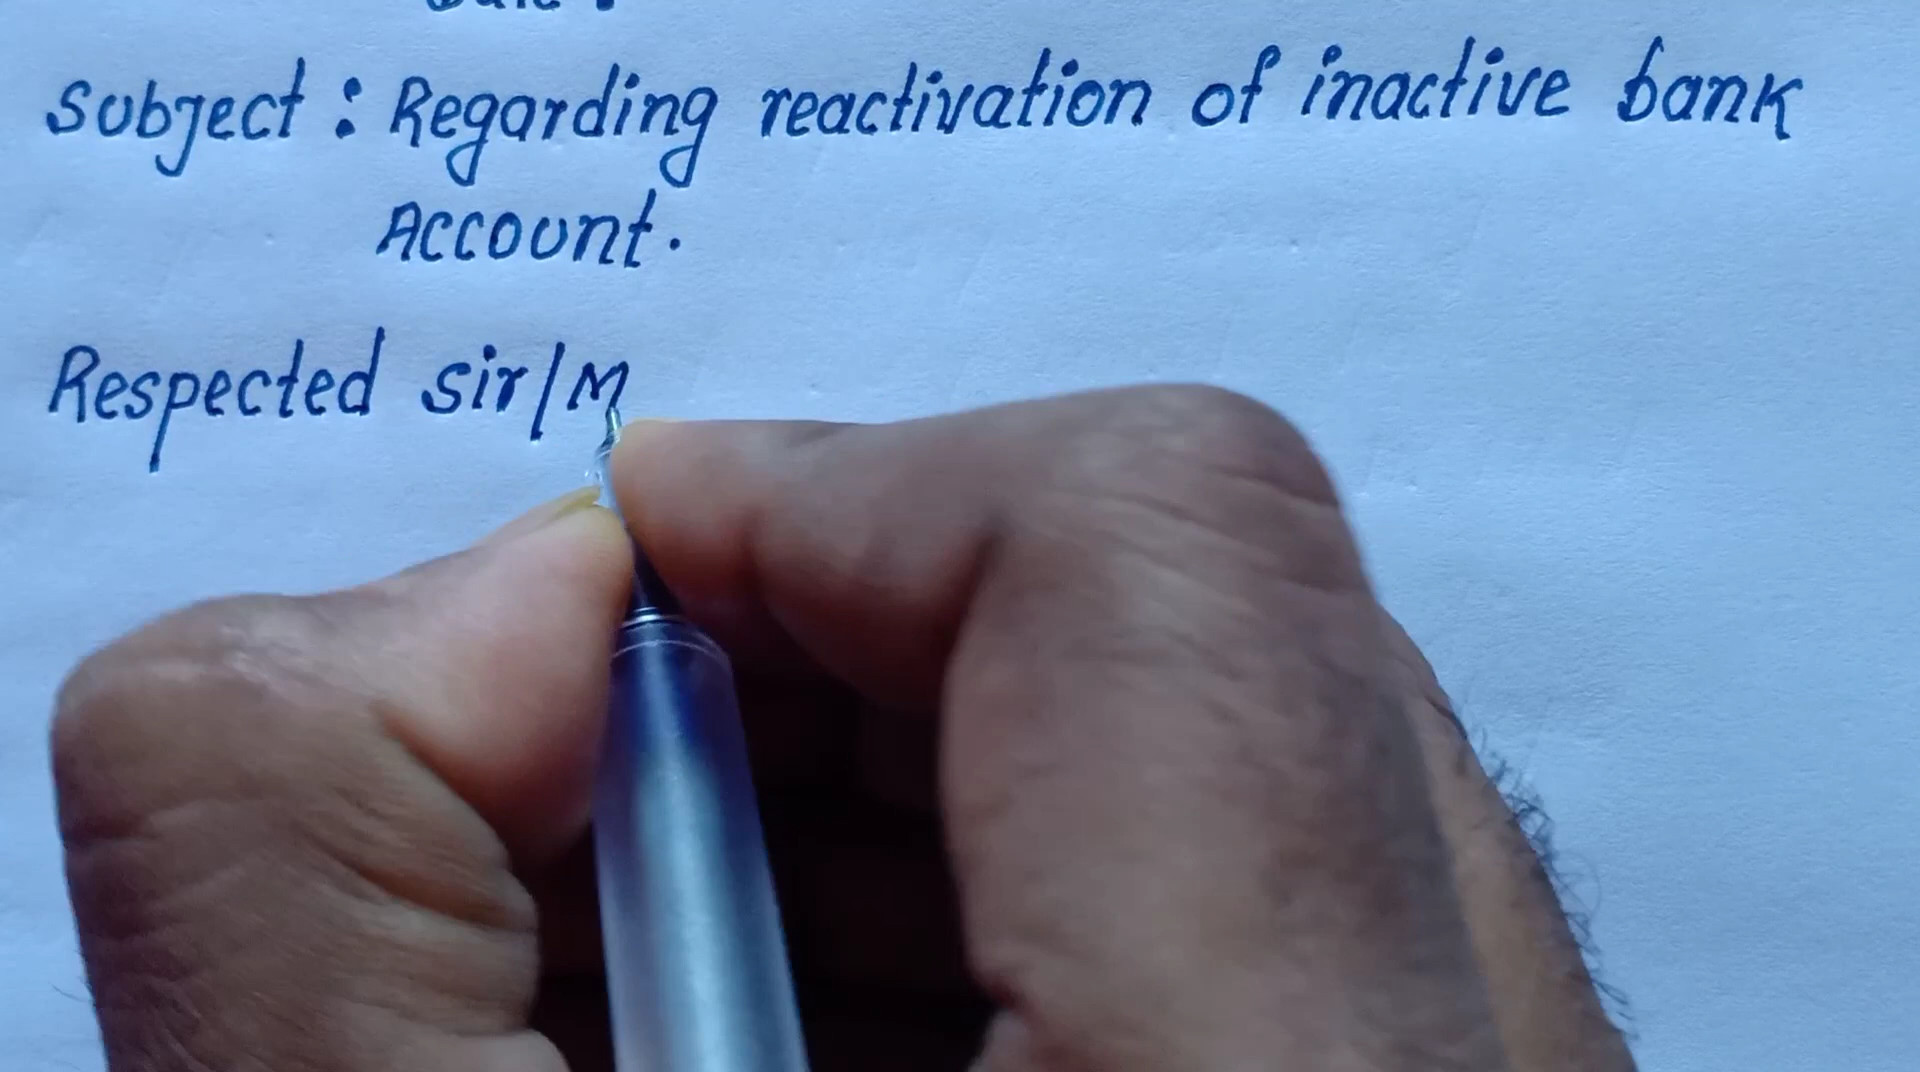 Subject : Regarding reactivation of inactive bank
Account.
Respected sir/M